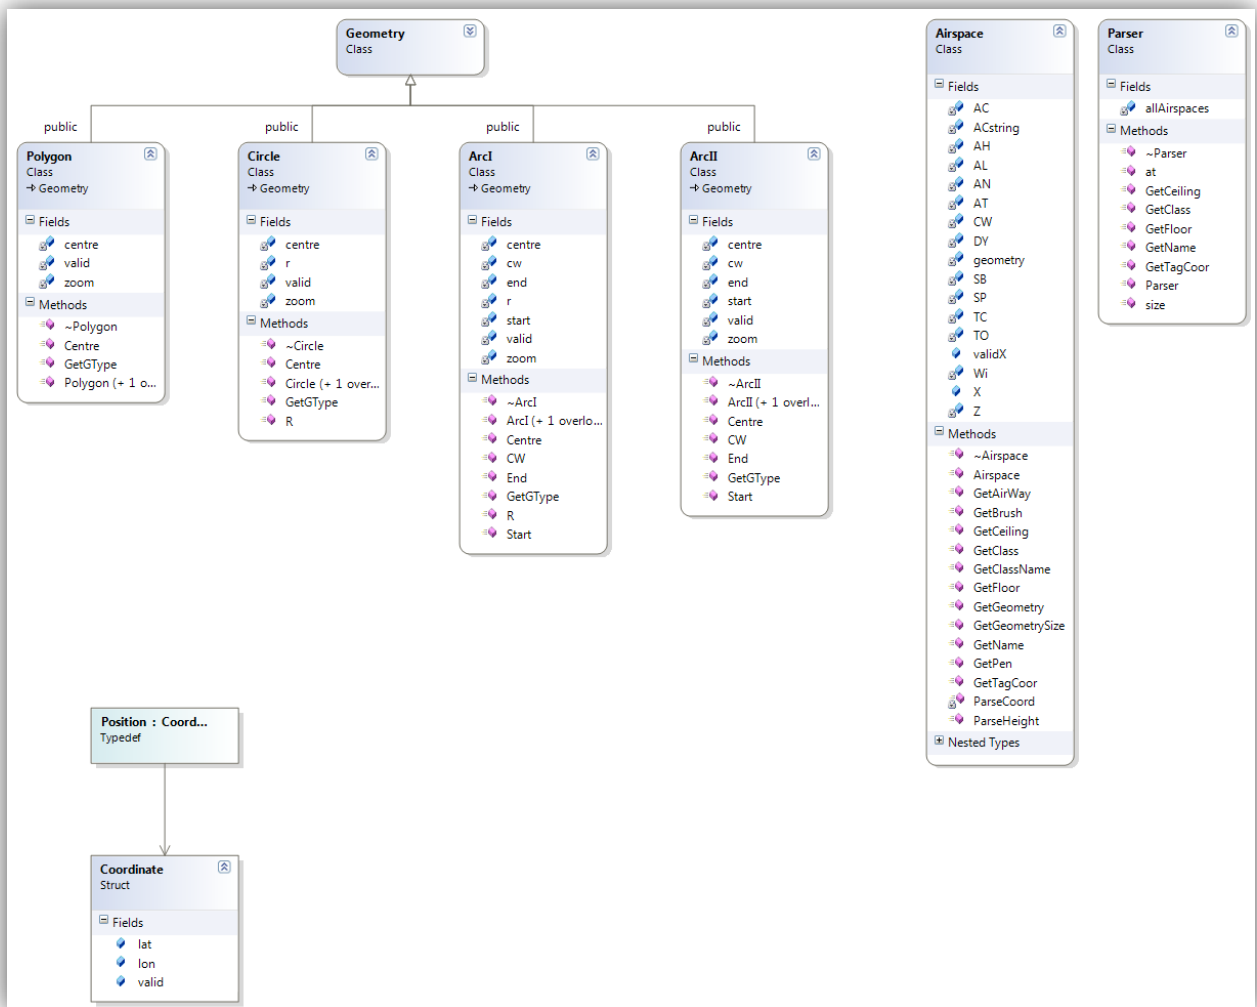 Geometry
Class
public
public
public
public
Polygon
Class
Geometry
Fields
centre
valid
zoom
Methods
~Polygon
Centre
GetGType
Polygon (+ 1 o...
Circle
Class
Geometry
Fields
centre
r
valid
zoom
Methods
~Circle
Centre
Circle (+ 1 over...
GetGType
R
ArcI
Class
Geometry
Fields
centre
cw
end
r
start
valid
zoom
Methods
~ArcI
ArcI (+ 1 overlo...
Centre
CW
End
GetGType
R
Start
ArcII
Class
Geometry
Fields
centre
cw
end
start
valid
zoom
Methods
~ArcII
ArcII (+ 1 overl...
Centre
CW
End
GetGType
Start
Airspace
Class
Fields
AC
ACstring
AH
AL
AN
AT
CW
DY
geometry
SB
SP
TC
TO
validX
Wi
X
Z
Methods
~Airspace
Airspace
GetAirWay
GetBrush
GetCeiling
GetClass
GetClassName
GetFloor
GetGeometry
GetGeometrySize
GetName
GetPen
GetTagCoor
ParseCoord
ParseHeight
Nested Types
Parser
Class
Fields
allAirspaces
Methods
~Parser
at
GetCeiling
GetClass
GetFloor
GetName
GetTagCoor
Parser
size
Position : Coord...
Typedef
Coordinate
Struct
Fields
lat
lon
valid